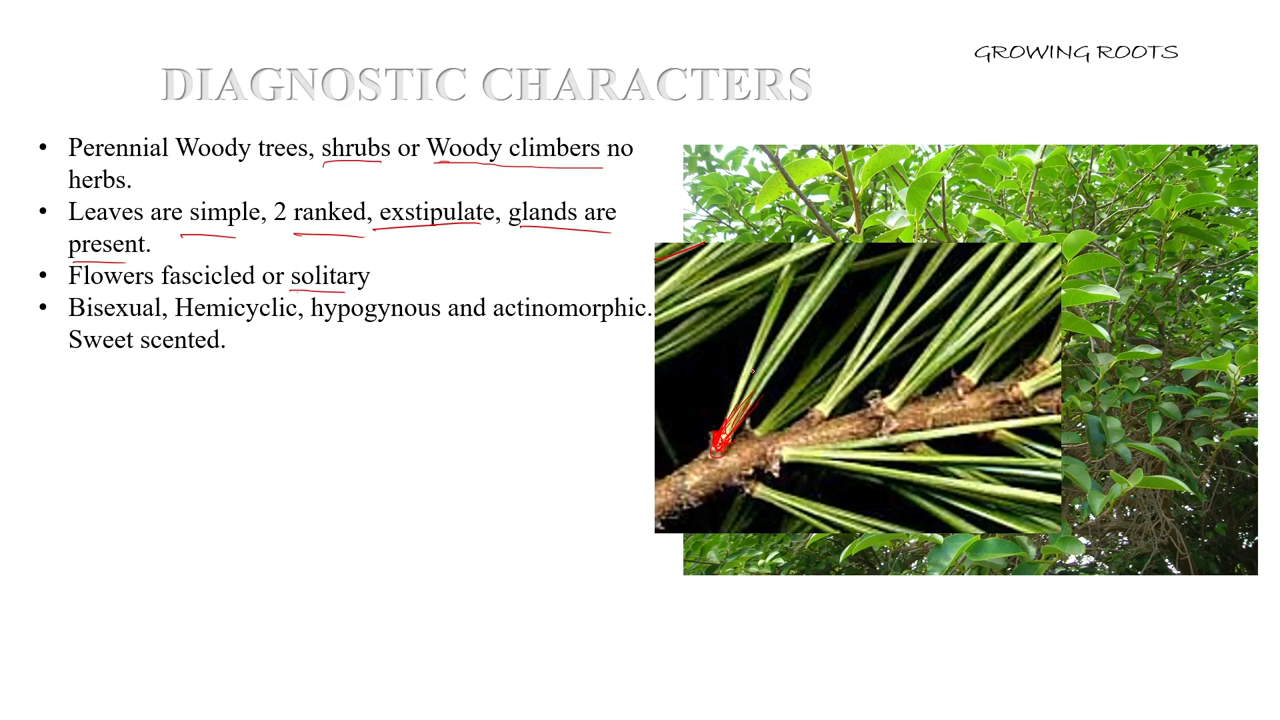 GROWING ROOTS
DIAGNOSTIC CHARACTERS
• Perennial Woody trees, shrubs or Woody climbers no
herbs.
• Leaves are simple, 2 ranked, exstipulate, glands are
present.
• Flowers fascicled or solitary
• Bisexual, Hemicyclic, hypogynous and actinomorphic.
Sweet scented.